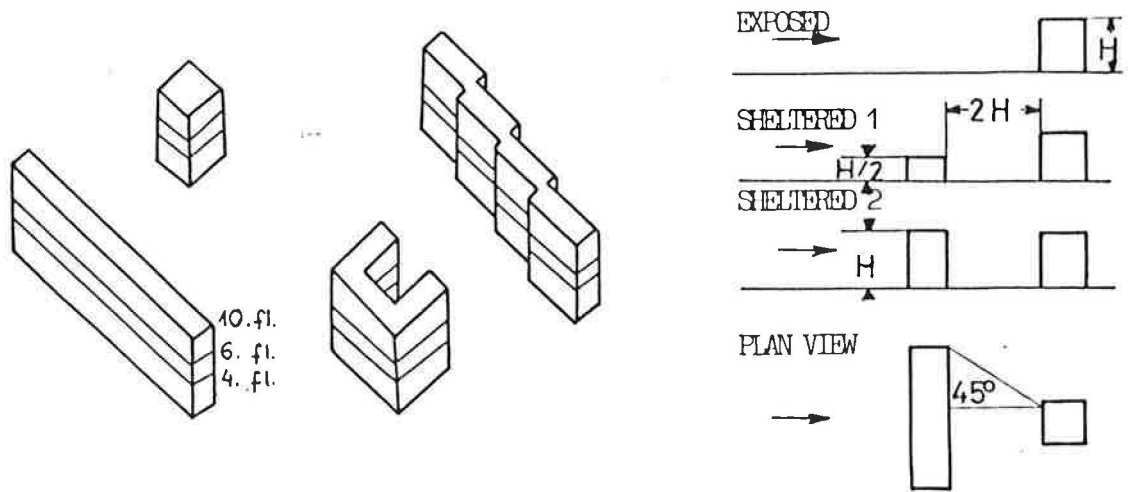 10.fl.
6. fl.
4. fl.
EXPOSED
H
SHELTERED 1
2 H
H/2
SHELTERED 2
H
PLAN VIEW
45°